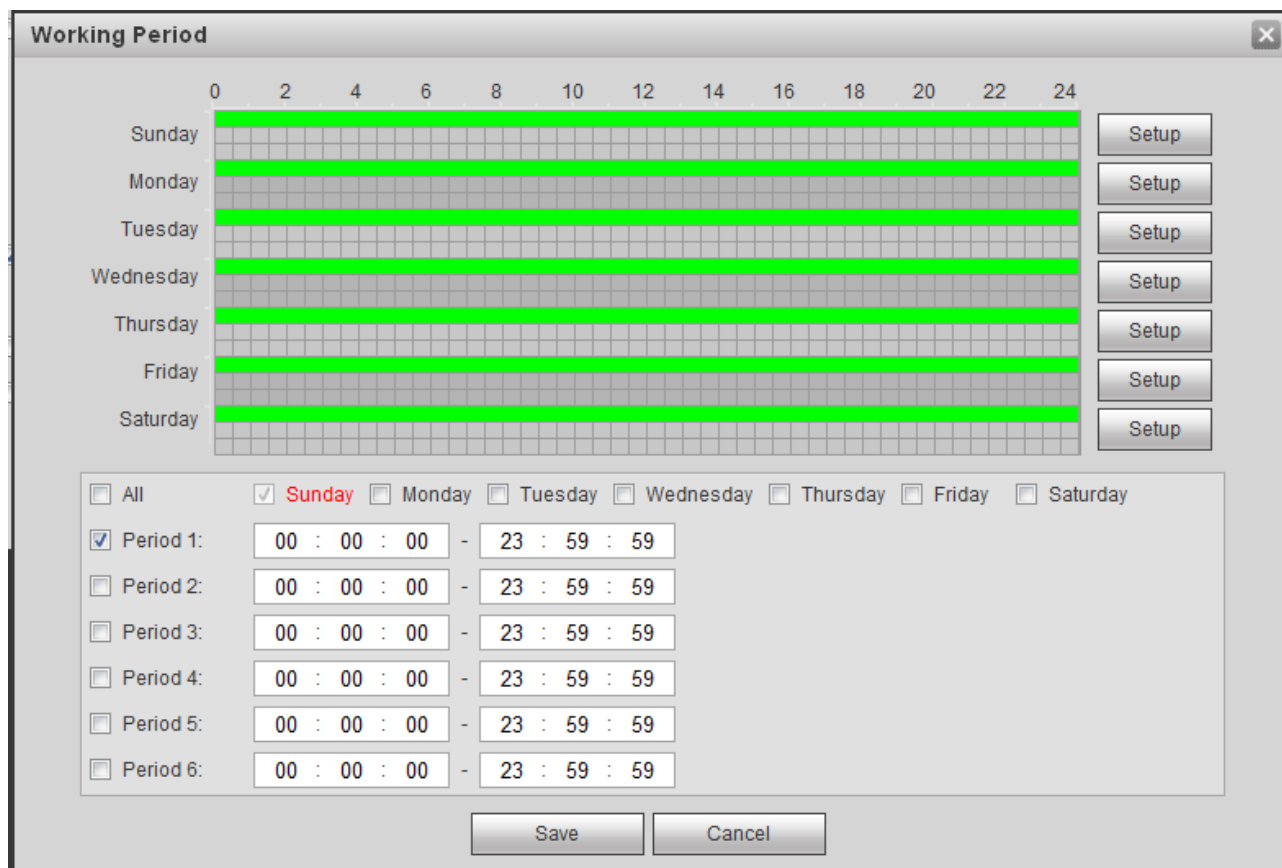 Working Period
0 2 4 6 8 10 12 14 16 18 20 22 24
Sunday Setup
Monday Setup
Tuesday Setup
Wednesday Setup
Thursday Setup
Friday Setup
Saturday Setup
All Sunday Monday Tuesday Wednesday Thursday Friday Saturday
Period 1: 00 : 00 : 00 - 23 : 59 : 59
Period 2: 00 : 00 : 00 - 23 : 59 : 59
Period 3: 00 : 00 : 00 - 23 : 59 : 59
Period 4: 00 : 00 : 00 - 23 : 59 : 59
Period 5: 00 : 00 : 00 - 23 : 59 : 59
Period 6: 00 : 00 : 00 - 23 : 59 : 59
Save Cancel